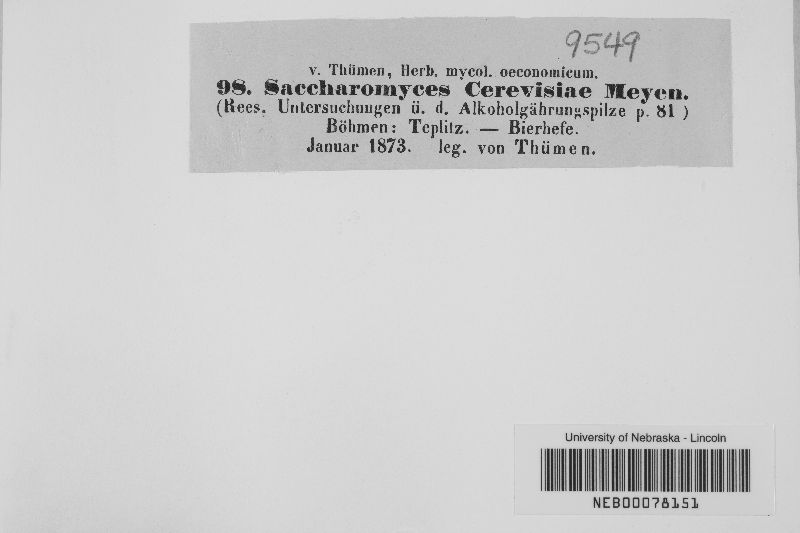 9549
v. Thümen, Herb. mycol. oeconomicum.
98. Saccharomyces Cerevisiae Meyen.
(Rees. Untersuchungen ü. d. Alkoholgährungspilze p. 81 )
Böhmen: Teplitz. — Bierhefe.
Januar 1873. leg. von Thümen.
University of Nebraska - Lincoln
NEB00078151